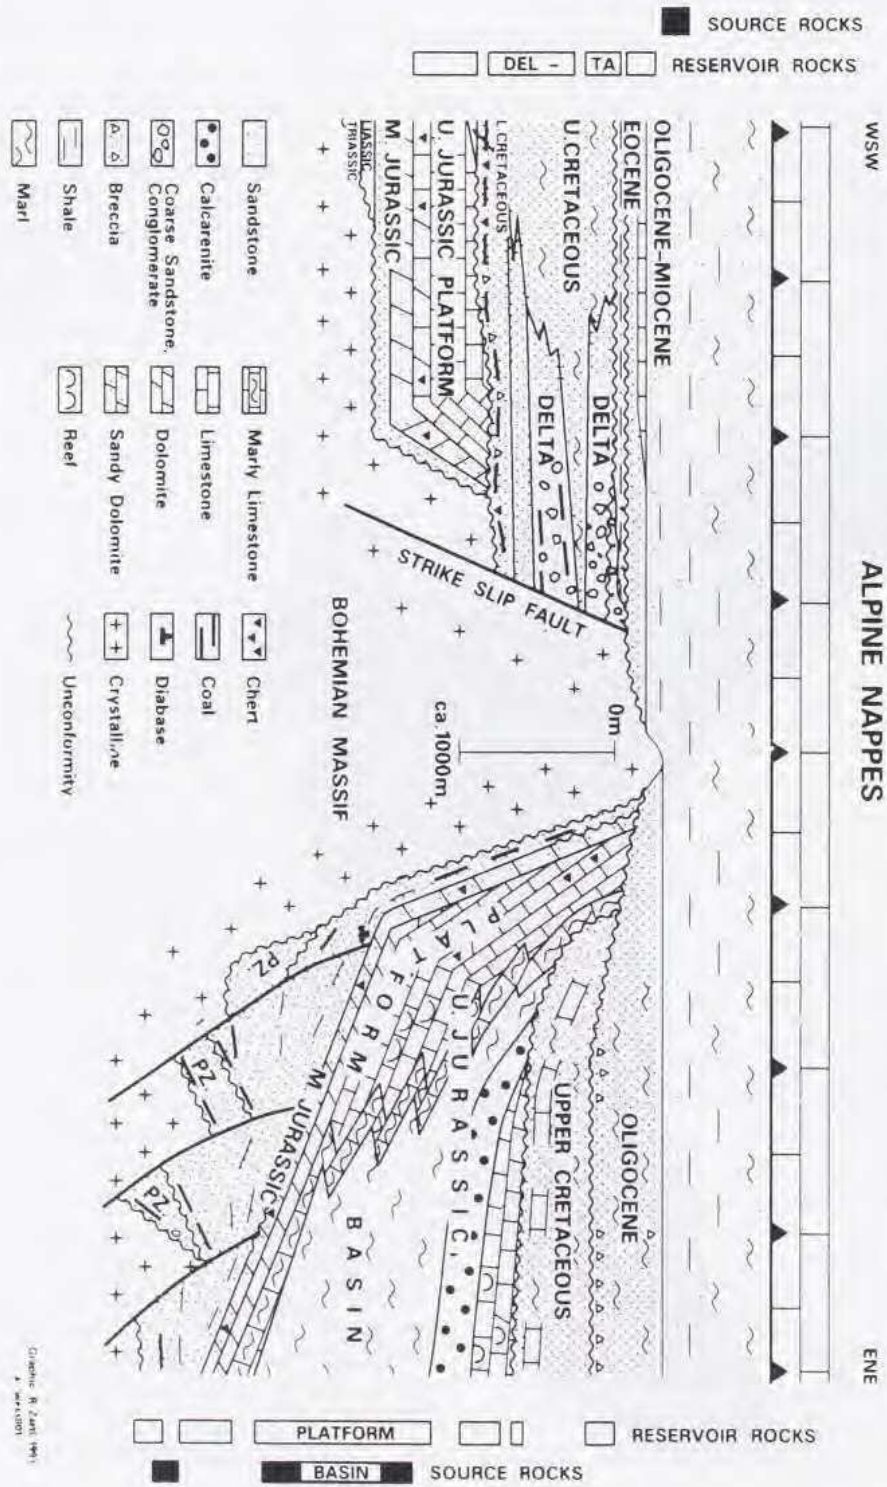 ALPINE NAPPES
WSW
ENE
SOURCE ROCKS
DEL -
TA
RESERVOIR ROCKS
OLIGOCENE-MIOCENE
EOCENE
U.CRETACEOUS
L.CRETACEOUS
U. JURASSIC PLATFORM
M. JURASSIC
LIASSIC
TRIASSIC
DELTA
DELTA
STRIKE SLIP FAULT
0m
ca. 1000m
BOHEMIAN MASSIF
PLATFORM
U. JURASSIC,
BASIN
M JURASSIC
UPPER CRETACEOUS
OLIGOCENE
PZ
PZ
PZ
PLATFORM
RESERVOIR ROCKS
BASIN
SOURCE ROCKS
Sandstone
Calcarenite
Coarse Sandstone,
Conglomerate
Breccia
Shale
Marl
Marly Limestone
Limestone
Dolomite
Sandy Dolomite
Reef
Chert
Coal
Diabase
Crystalline
Unconformity